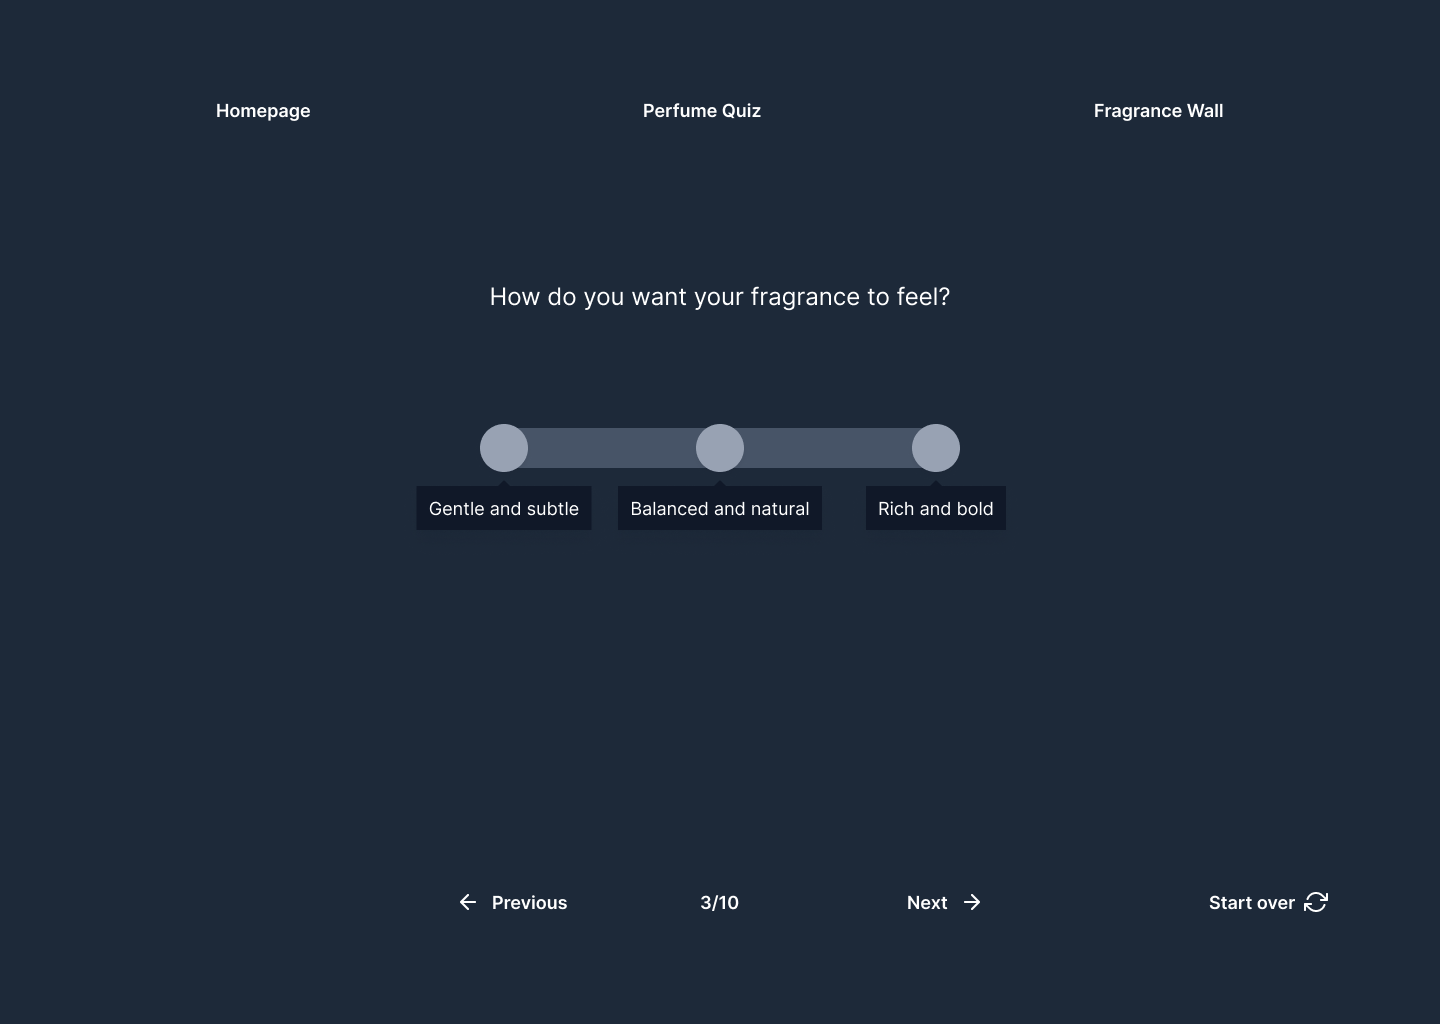 Homepage
Perfume Quiz
Fragrance Wall
How do you want your fragrance to feel?
Gentle and subtle
Balanced and natural
Rich and bold
Previous
3/10
Next
Start over